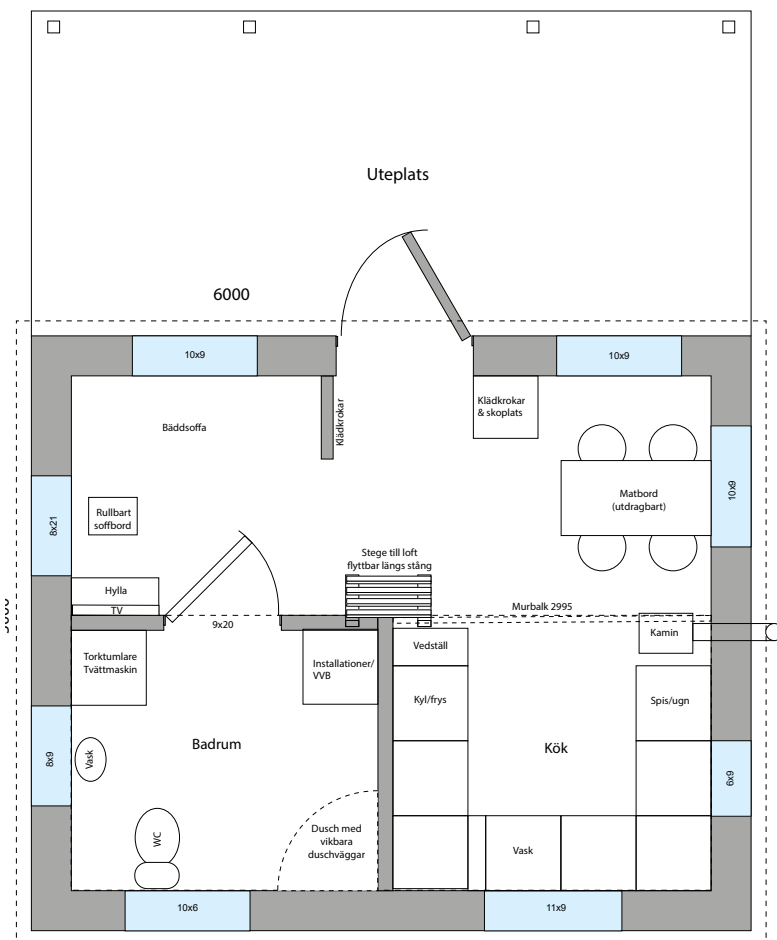 Uteplats
6000
10x9
10x9
Klädkrokar
Klädkrokar
& skoplats
Bäddsoffa
Matbord
(utdragbart)
10x9
8x21
Rullbart
soffbord
Stege till loft
flyttbar längs stång
Hylla
TV
9x20
Murbalk 2995
Kamin
Vedställ
Torktumlare
Tvättmaskin
Installationer/
VVB
Kyl/frys
Spis/ugn
Badrum
Kök
8x9
Vask
6x9
WC
Dusch med
vikbara
duschväggar
Vask
10x6
11x9